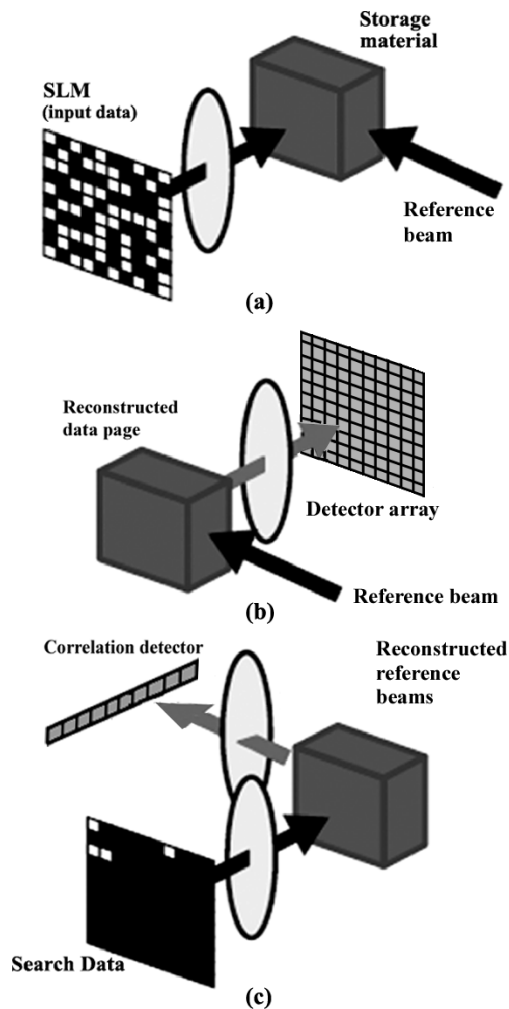 Storage
material
SLM
(input data)
Reference
beam
(a)
Reconstructed
data page
Detector array
Reference beam
(b)
Correlation detector
Reconstructed
reference
beams
Search Data
(c)